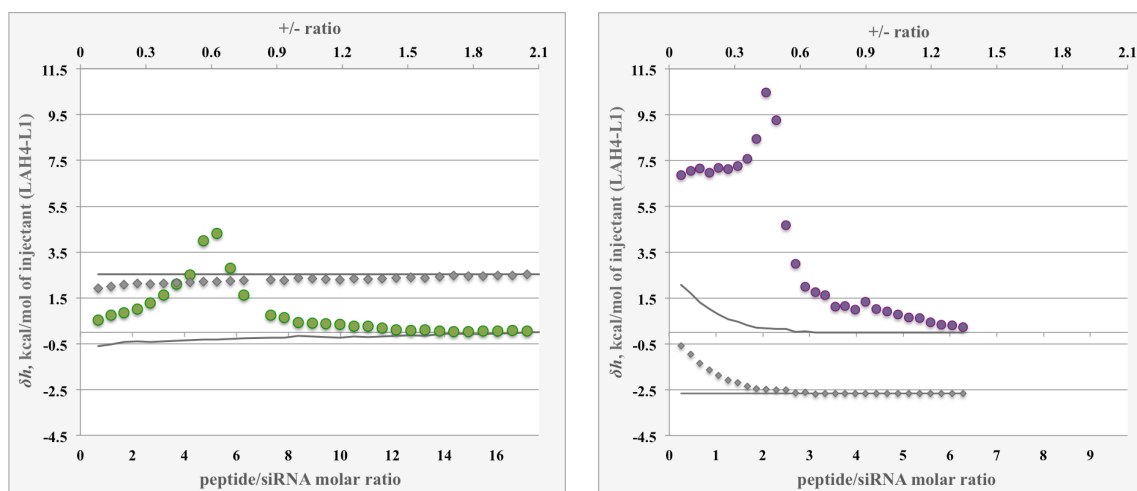 +/- ratio
0 0.3 0.6 0.9 1.2 1.5 1.8 2.1
11.5
9.5
7.5
5.5
3.5
1.5
-0.5
-2.5
-4.5
δh, kcal/mol of injectant (LAH4-L1)
0 2 4 6 8 10 12 14 16
peptide/siRNA molar ratio
+/- ratio
0 0.3 0.6 0.9 1.2 1.5 1.8 2.1
11.5
9.5
7.5
5.5
3.5
1.5
-0.5
-2.5
-4.5
δh, kcal/mol of injectant (LAH4-L1)
0 1 2 3 4 5 6 7 8 9
peptide/siRNA molar ratio